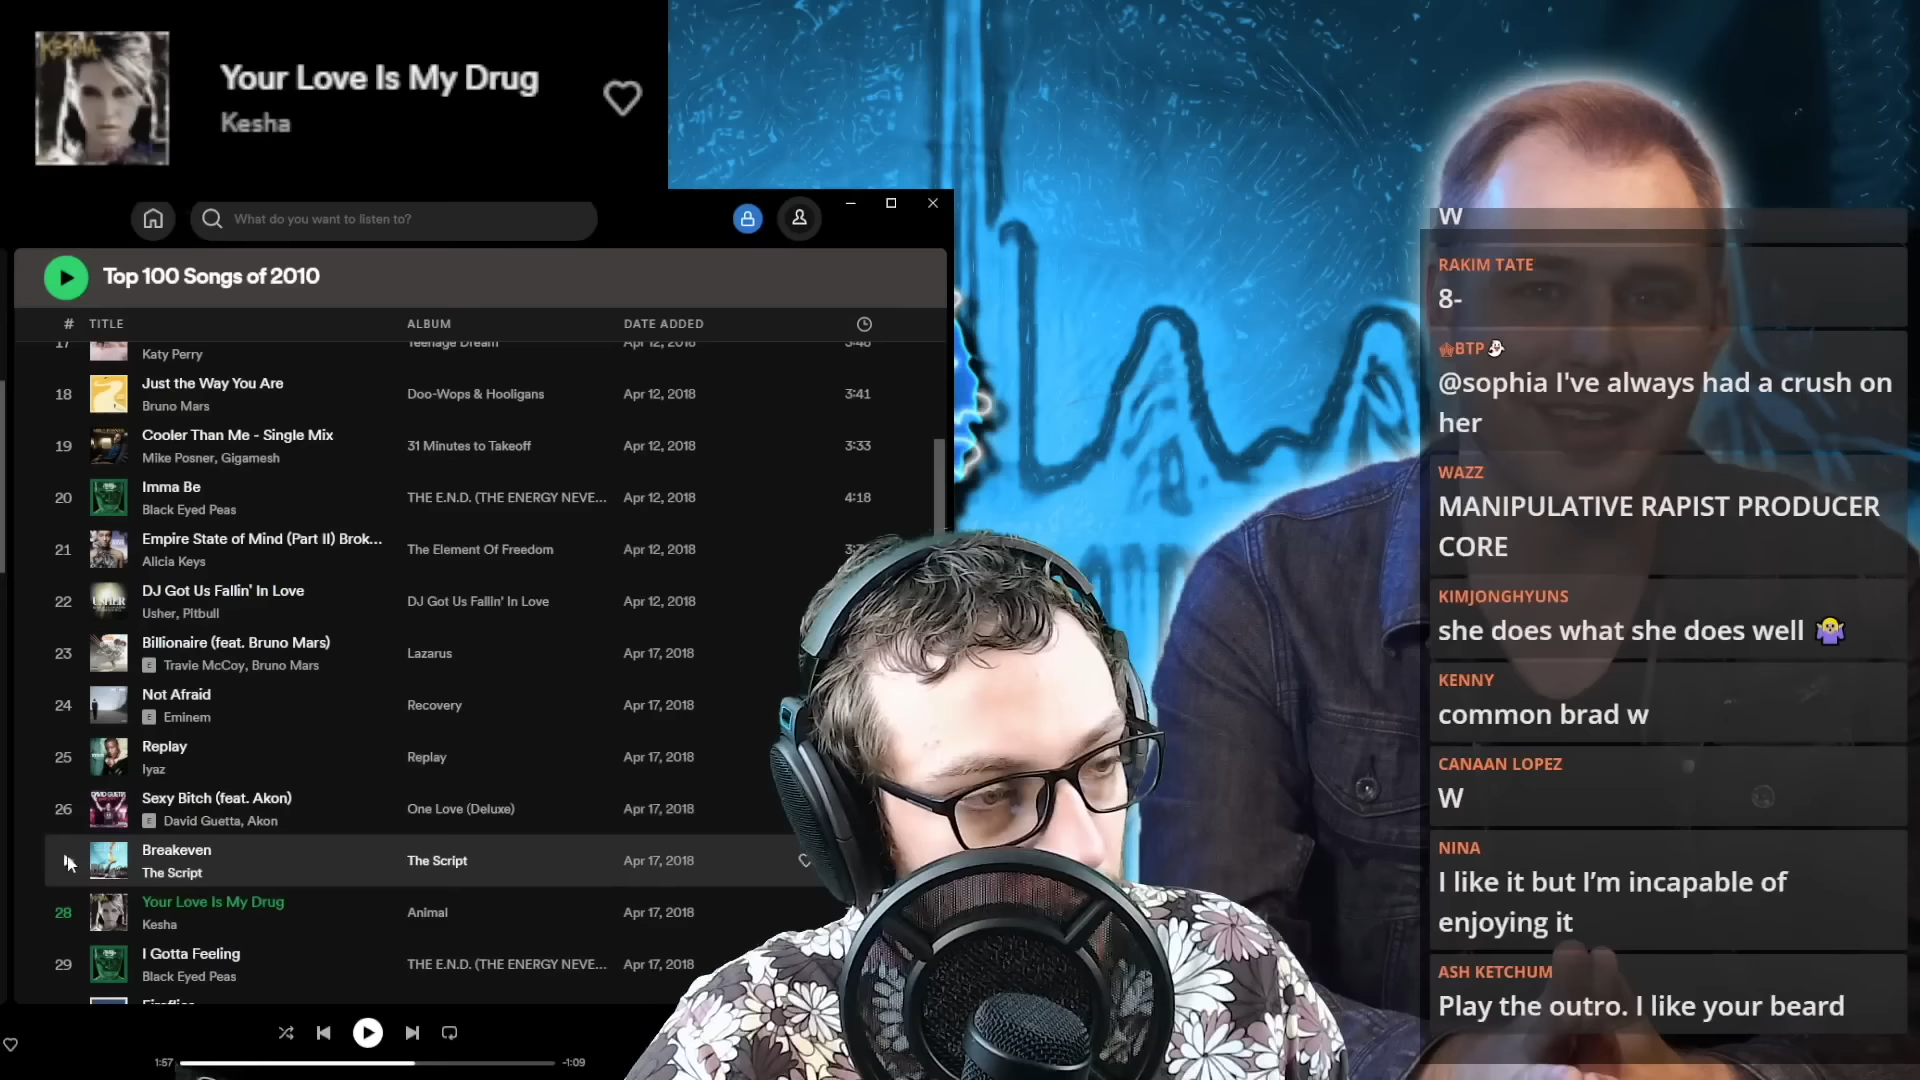 KESHA
Your Love Is My Drug
Kesha
What do you want to listen to?
Top 100 Songs of 2010
# TITLE ALBUM DATE ADDED
17 Teenage Dream Apr 12, 2018 3:48
Katy Perry
18 Just the Way You Are Doo-Wops & Hooligans Apr 12, 2018 3:41
Bruno Mars
19 Cooler Than Me - Single Mix 31 Minutes to Takeoff Apr 12, 2018 3:33
Mike Posner, Gigamesh
20 Imma Be THE E.N.D. (THE ENERGY NEVE... Apr 12, 2018 4:18
Black Eyed Peas
21 Empire State of Mind (Part II) Brok... The Element Of Freedom Apr 12, 2018
Alicia Keys
22 DJ Got Us Fallin' In Love DJ Got Us Fallin' In Love Apr 12, 2018
Usher, Pitbull
23 Billionaire (feat. Bruno Mars) Lazarus Apr 17, 2018
E Travie McCoy, Bruno Mars
24 Not Afraid Recovery Apr 17, 2018
E Eminem
25 Replay Replay Apr 17, 2018
Iyaz
26 Sexy Bitch (feat. Akon) One Love (Deluxe) Apr 17, 2018
E David Guetta, Akon
Breakeven The Script Apr 17, 2018
The Script
28 Your Love Is My Drug Animal Apr 17, 2018
Kesha
29 I Gotta Feeling THE E.N.D. (THE ENERGY NEVE... Apr 17, 2018
Black Eyed Peas
Fireflies
1:57 -1:09
W
RAKIM TATE
8-
BTP
@sophia I've always had a crush on
her
WAZZ
MANIPULATIVE RAPIST PRODUCER
CORE
KIMJONGHYUNS
she does what she does well
KENNY
common brad w
CANAAN LOPEZ
W
NINA
I like it but I'm incapable of
enjoying it
ASH KETCHUM
Play the outro. I like your beard